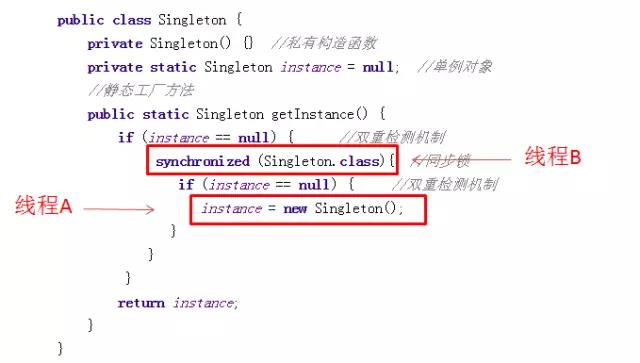 public class Singleton {
private Singleton() {} //私有构造函数
private static Singleton instance = null; //单例对象
//静态工厂方法
public static Singleton getInstance() {
if (instance == null) { //双重检测机制
synchronized (Singleton.class){ //同步锁 线程B
if (instance == null) { //双重检测机制
线程A instance = new Singleton();
}
}
}
return instance;
}
}